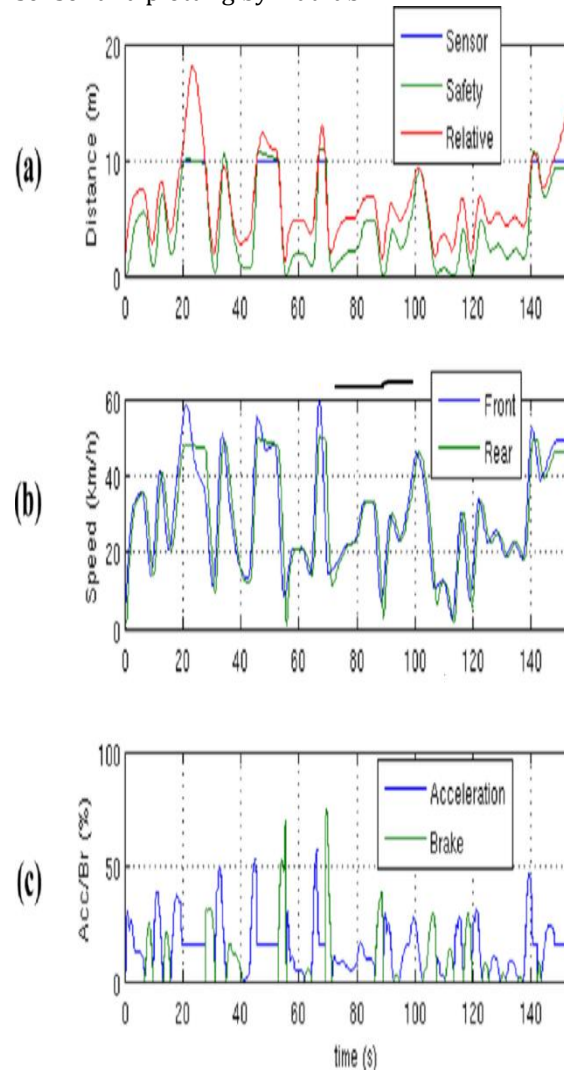 Sensor
Safety
Relative
(a)
Distance (m)
20
10
0
0 20 40 60 80 100 120 140
Front
Rear
(b)
Speed (km/h)
60
40
20
0
0 20 40 60 80 100 120 140
Acceleration
Brake
(c)
Acc/Br (%)
100
50
0
0 20 40 60 80 100 120 140
time (s)